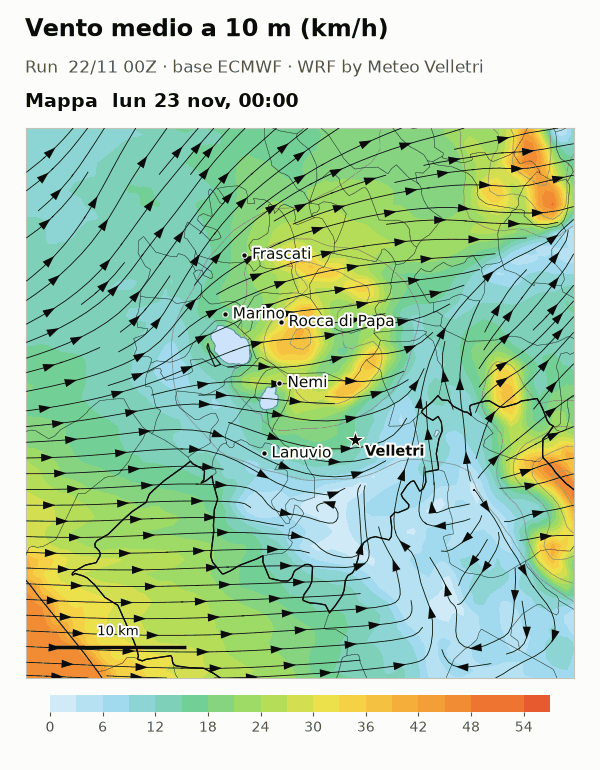 Vento medio a 10 m (km/h)
Run  22/11 00Z · base ECMWF · WRF by Meteo Velletri
Mappa  lun 23 nov, 00:00
Frascati
Marino
Rocca di Papa
Nemi
Velletri
Lanuvio
10 km
0 6 12 18 24 30 36 42 48 54